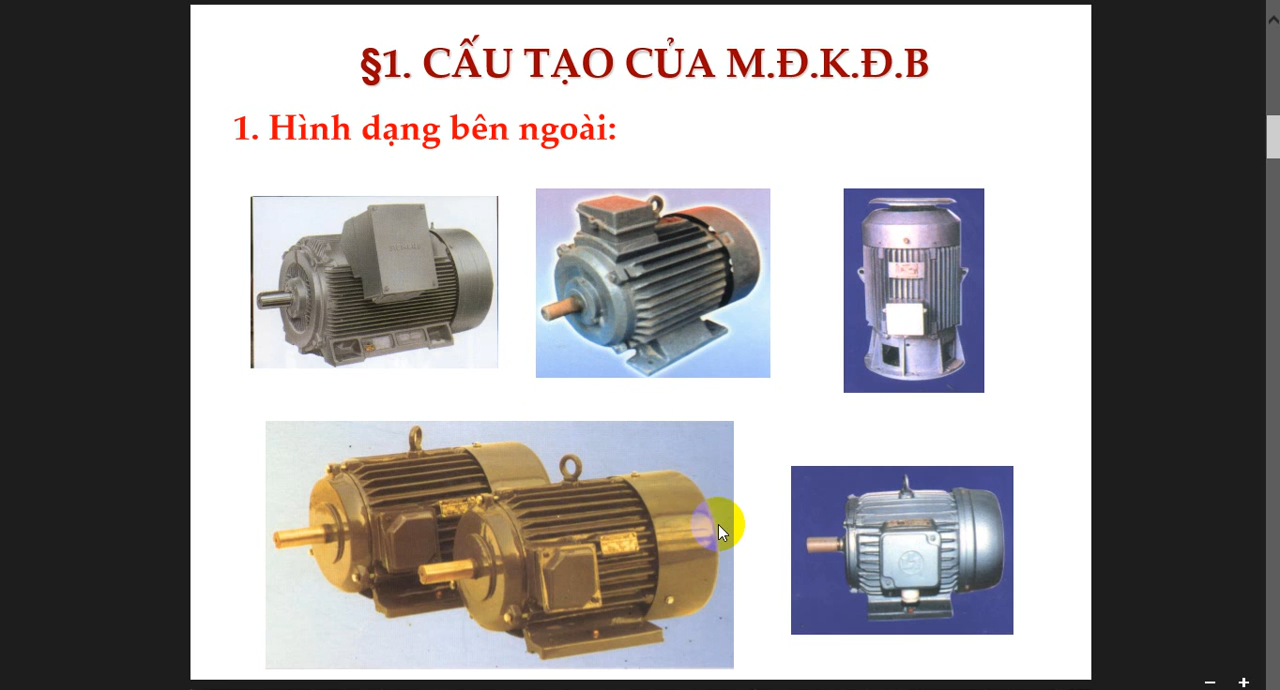 §1. CẤU TẠO CỦA M.Đ.K.Đ.B
1. Hình dạng bên ngoài: